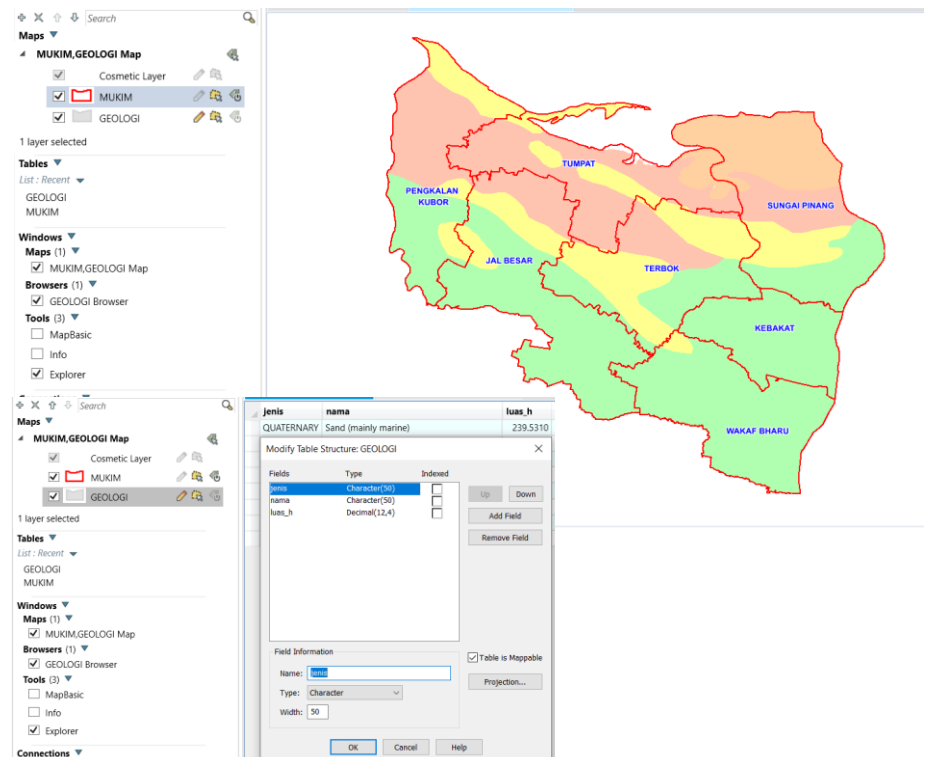 Search
Maps
MUKIM,GEOLOGI Map
Cosmetic Layer
MUKIM
GEOLOGI
1 layer selected
Tables
List : Recent
GEOLOGI
MUKIM
Windows
Maps (1)
MUKIM,GEOLOGI Map
Browsers (1)
GEOLOGI Browser
Tools (3)
MapBasic
Info
Explorer
TUMPAT
PENGKALAN
KUBOR
SUNGAI PINANG
JAL BESAR
TERBOK
KEBAKAT
WAKAF BHARU
Search
Maps
MUKIM,GEOLOGI Map
Cosmetic Layer
MUKIM
GEOLOGI
1 layer selected
Tables
List : Recent
GEOLOGI
MUKIM
Windows
Maps (1)
MUKIM,GEOLOGI Map
Browsers (1)
GEOLOGI Browser
Tools (3)
MapBasic
Info
Explorer
Connections
jenis nama luas_h
QUATERNARY Sand (mainly marine) 239.5310
Modify Table Structure: GEOLOGI
Fields Type Indexed
jenis Character(50)
nama Character(50)
luas_h Decimal(12,4)
Up Down
Add Field
Remove Field
Field Information
Table is Mappable
Name: jenis
Projection...
Type: Character
Width: 50
OK Cancel Help